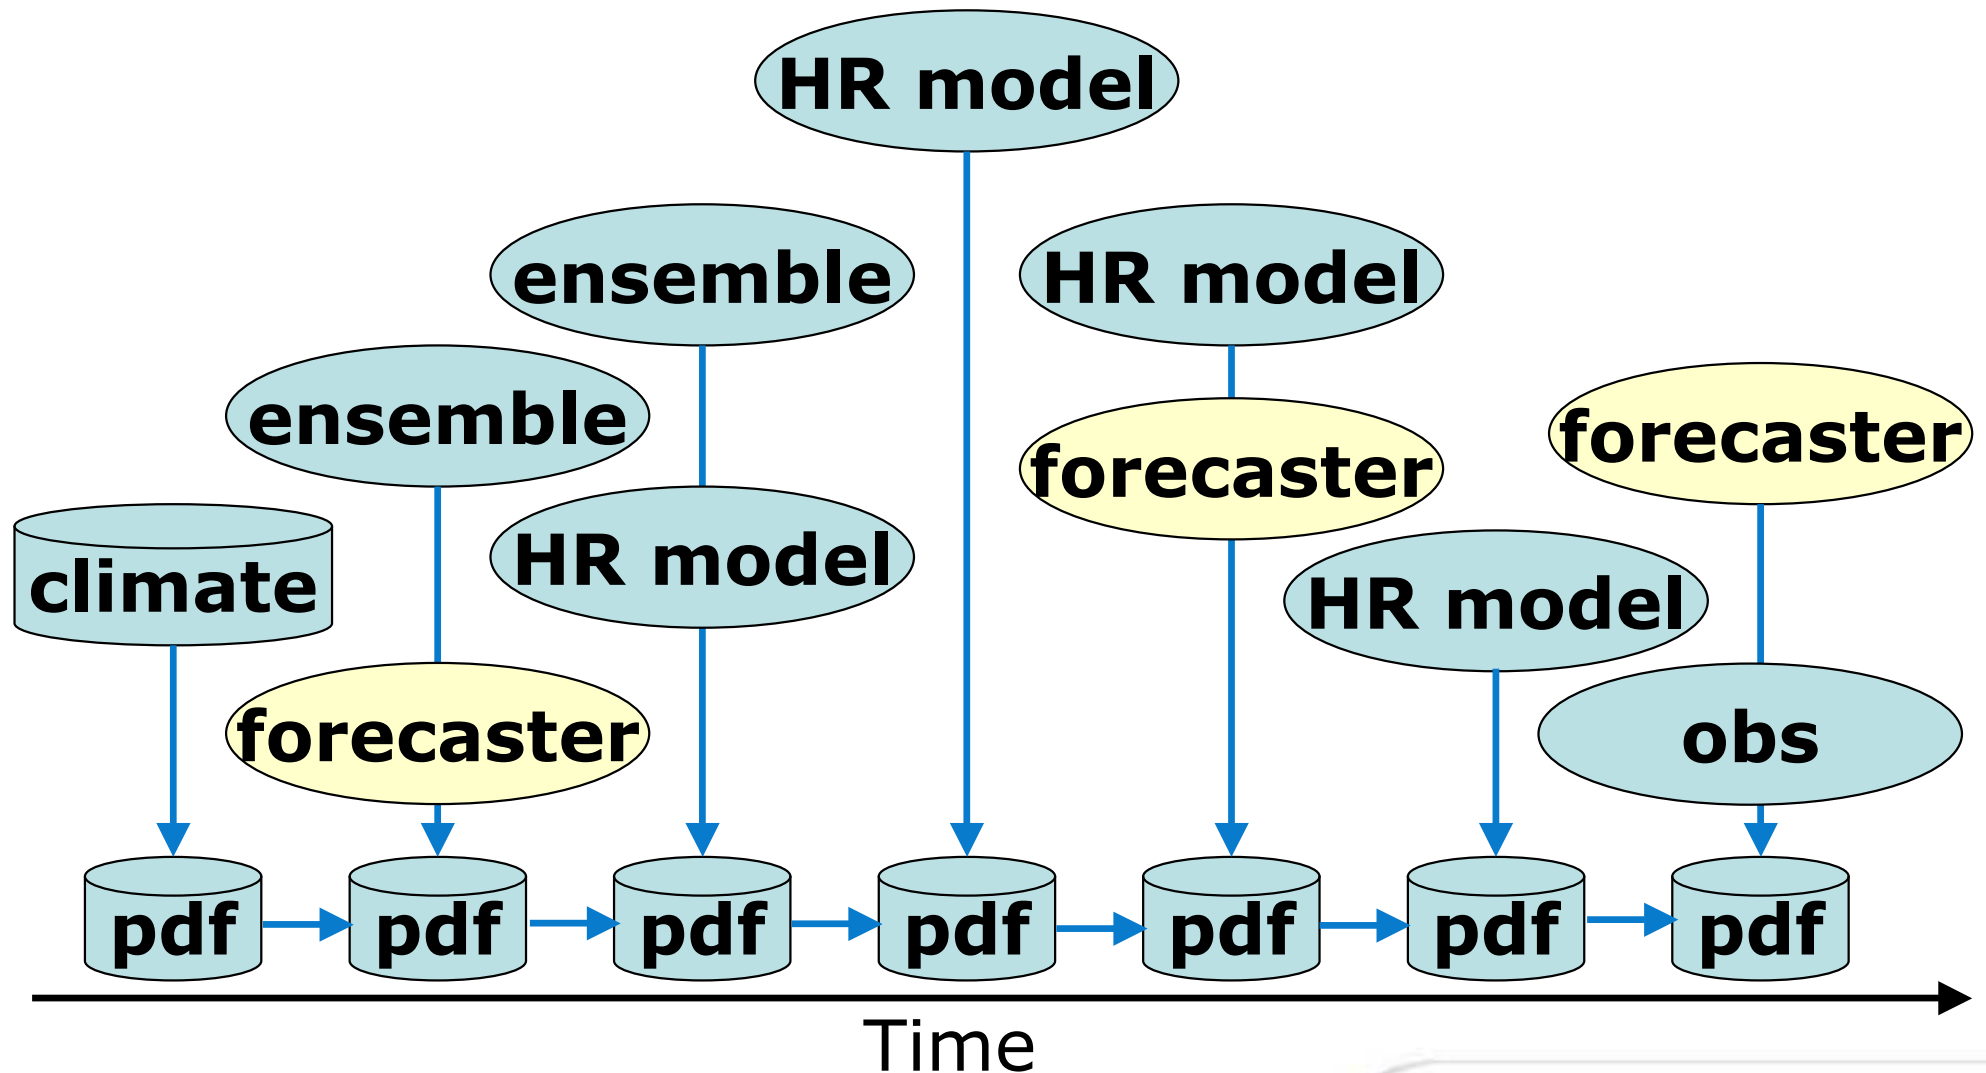 HR model
ensemble
HR model
ensemble
forecaster
forecaster
climate
HR model
HR model
forecaster
obs
pdf
pdf
pdf
pdf
pdf
pdf
pdf
Time